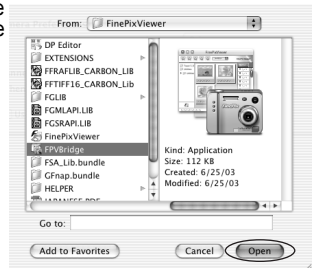 From: FinePixViewer
DP Editor
EXTENSIONS
FFRAFLIB_CARBON_LIB
FFTIFF16_CARBON_Lib
FGLIB
FGMLAPI.LIB
FGSRAPI.LIB
FinePixViewer
FPVBridge
FSA_Lib.bundle
GFnap.bundle
HELPER
Kind: Application
Size: 112 KB
Created: 6/25/03
Modified: 6/25/03
Go to:
Add to Favorites
Cancel
Open